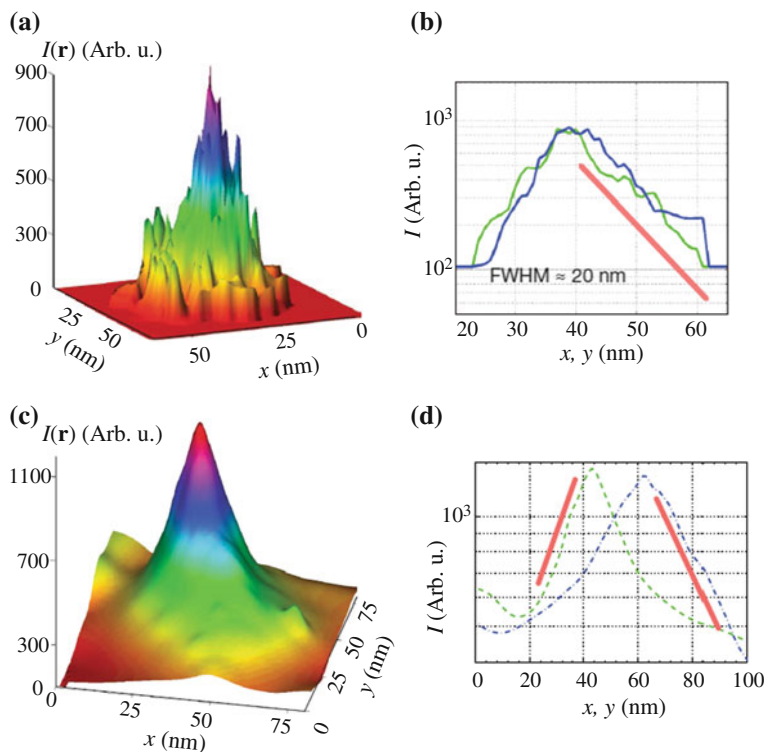 (a)
I(r) (Arb. u.)
900
700
500
300
0
25
50
y (nm)
50
25
0
x (nm)
(b)
I (Arb. u.)
10³
10²
FWHM ≈ 20 nm
20 30 40 50 60
x, y (nm)
(c)
I(r) (Arb. u.)
1100
700
300
0
0 25 50 75
x (nm)
0 25 50 75
y (nm)
(d)
I (Arb. u.)
10³
0 20 40 60 80 100
x, y (nm)